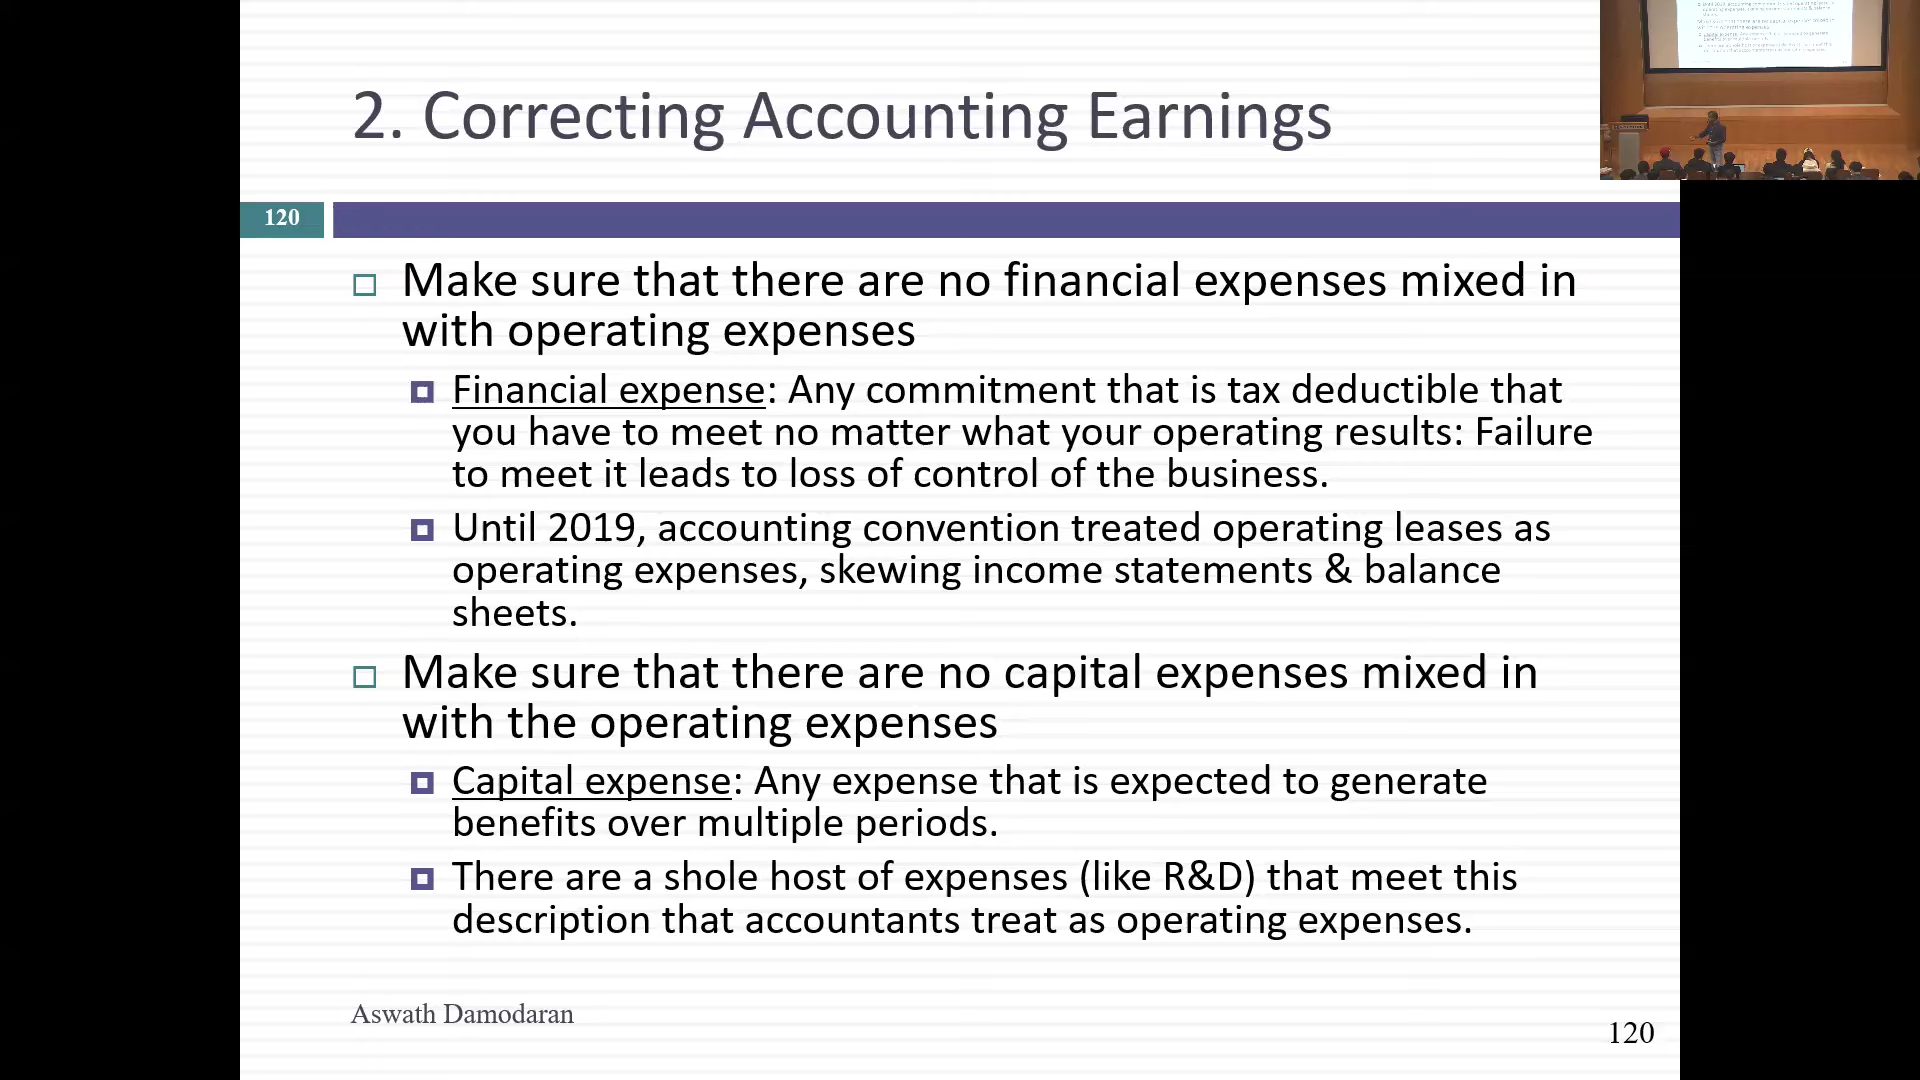 2. Correcting Accounting Earnings
120
Make sure that there are no financial expenses mixed in
with operating expenses
Financial expense: Any commitment that is tax deductible that
you have to meet no matter what your operating results: Failure
to meet it leads to loss of control of the business.
Until 2019, accounting convention treated operating leases as
operating expenses, skewing income statements & balance
sheets.
Make sure that there are no capital expenses mixed in
with the operating expenses
Capital expense: Any expense that is expected to generate
benefits over multiple periods.
There are a shole host of expenses (like R&D) that meet this
description that accountants treat as operating expenses.
Aswath Damodaran
120